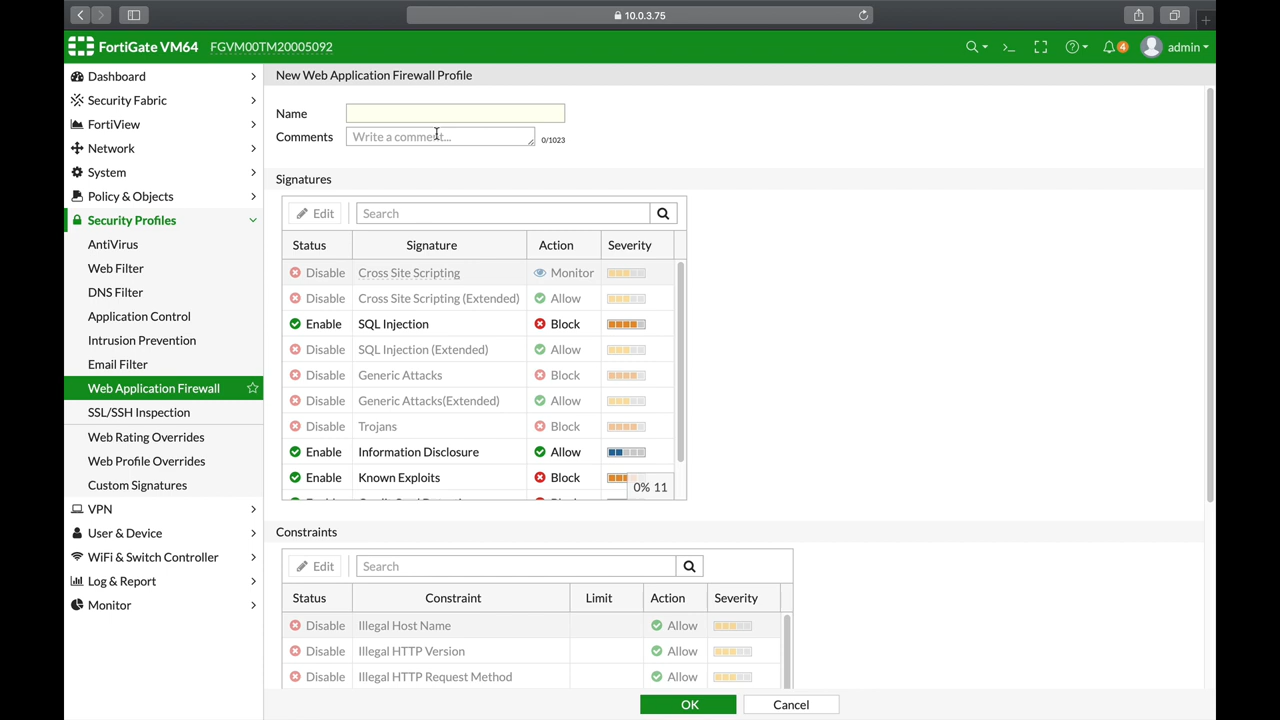 10.0.3.75
FortiGate VM64 FGVM00TM20005092
4 admin
Dashboard
Security Fabric
FortiView
Network
System
Policy & Objects
Security Profiles
AntiVirus
Web Filter
DNS Filter
Application Control
Intrusion Prevention
Email Filter
Web Application Firewall
SSL/SSH Inspection
Web Rating Overrides
Web Profile Overrides
Custom Signatures
VPN
User & Device
WiFi & Switch Controller
Log & Report
Monitor
New Web Application Firewall Profile
Name
Comments Write a comment... 0/1023
Signatures
Edit Search
Status Signature Action Severity
Disable Cross Site Scripting Monitor
Disable Cross Site Scripting (Extended) Allow
Enable SQL Injection Block
Disable SQL Injection (Extended) Allow
Disable Generic Attacks Block
Disable Generic Attacks(Extended) Allow
Disable Trojans Block
Enable Information Disclosure Allow
Enable Known Exploits Block
0% 11
Constraints
Edit Search
Status Constraint Limit Action Severity
Disable Illegal Host Name Allow
Disable Illegal HTTP Version Allow
Disable Illegal HTTP Request Method Allow
OK Cancel